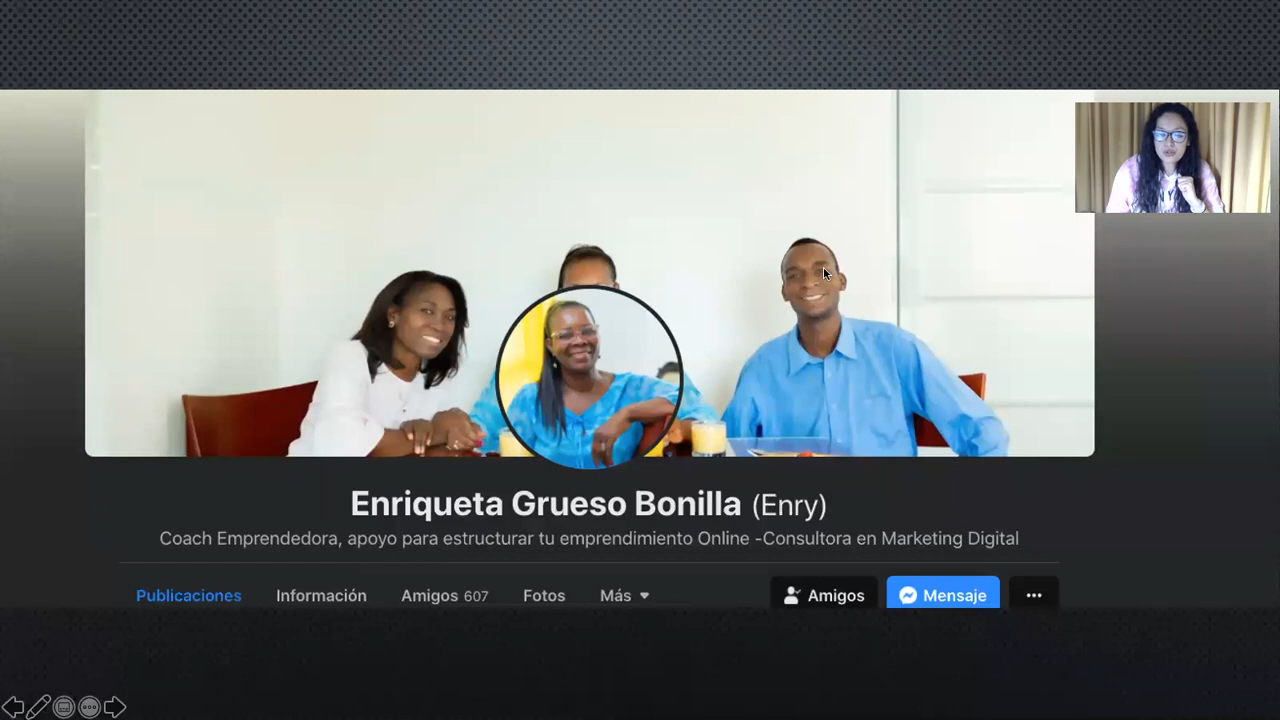 Enriqueta Grueso Bonilla (Enry)
Coach Emprendedora, apoyo para estructurar tu emprendimiento Online -Consultora en Marketing Digital
Publicaciones Información Amigos 607 Fotos Más Amigos Mensaje ...